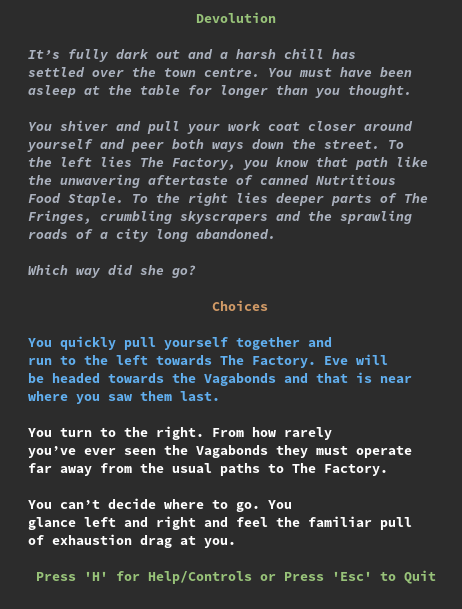 Devolution
It’s fully dark out and a harsh chill has
settled over the town centre. You must have been
asleep at the table for longer than you thought.
You shiver and pull your work coat closer around
yourself and peer both ways down the street. To
the left lies The Factory, you know that path like
the unwavering aftertaste of canned Nutritious
Food Staple. To the right lies deeper parts of The
Fringes, crumbling skyscrapers and the sprawling
roads of a city long abandoned.
Which way did she go?
Choices
You quickly pull yourself together and
run to the left towards The Factory. Eve will
be headed towards the Vagabonds and that is near
where you saw them last.
You turn to the right. From how rarely
you’ve ever seen the Vagabonds they must operate
far away from the usual paths to The Factory.
You can’t decide where to go. You
glance left and right and feel the familiar pull
of exhaustion drag at you.
Press 'H' for Help/Controls or Press 'Esc' to Quit